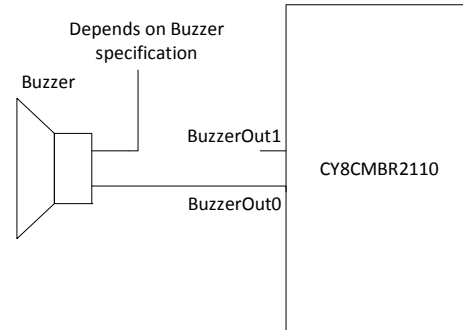 Depends on Buzzer
specification
Buzzer
BuzzerOut1
CY8CMBR2110
BuzzerOut0